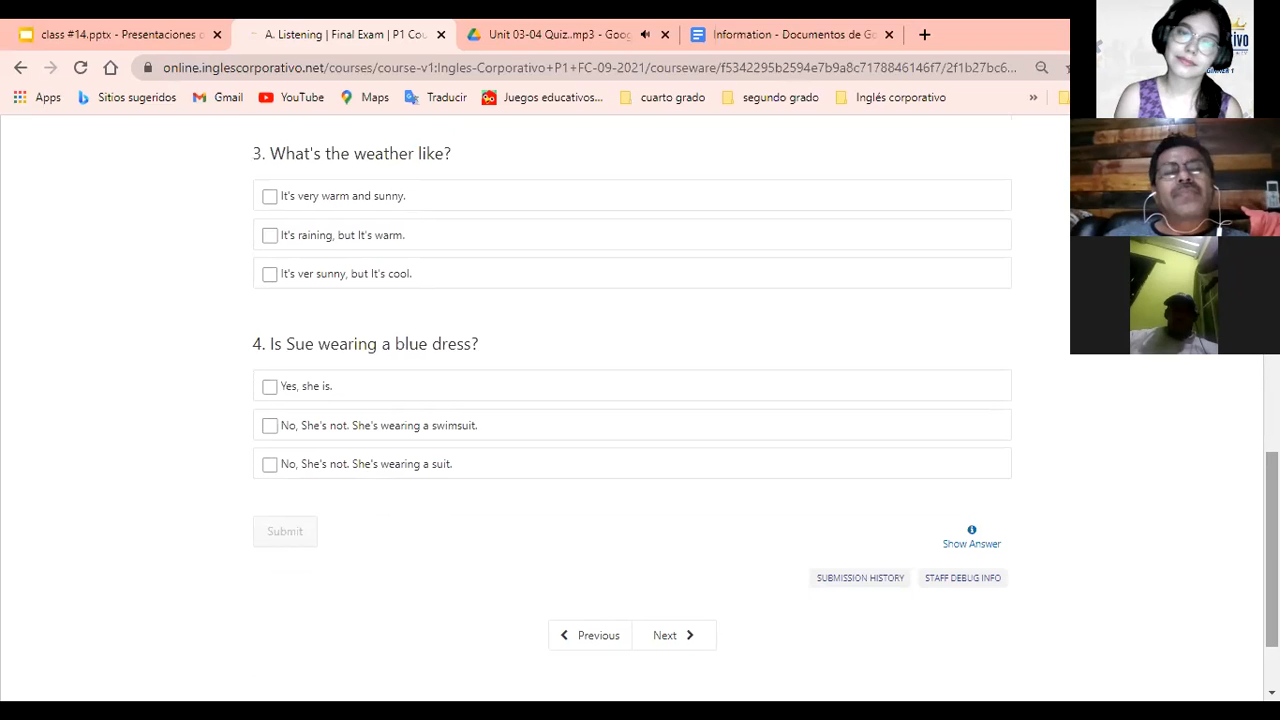 class #14.pptx - Presentaciones d
A. Listening | Final Exam | P1 Cou
Unit 03-04 Quiz..mp3 - Goog
Information - Documentos de Go
online.inglescorporativo.net/courses/course-v1:Ingles-Corporativo+P1+FC-09-2021/courseware/f5342295b2594e7b9a8c7178846146f7/2f1b27bc6...
Apps
Sitios sugeridos
Gmail
YouTube
Maps
Traducir
Juegos educativos...
cuarto grado
segundo grado
Inglés corporativo
»
3. What's the weather like?
It's very warm and sunny.
It's raining, but It's warm.
It's ver sunny, but It's cool.
4. Is Sue wearing a blue dress?
Yes, she is.
No, She's not. She's wearing a swimsuit.
No, She's not. She's wearing a suit.
Submit
Show Answer
SUBMISSION HISTORY
STAFF DEBUG INFO
Previous
Next